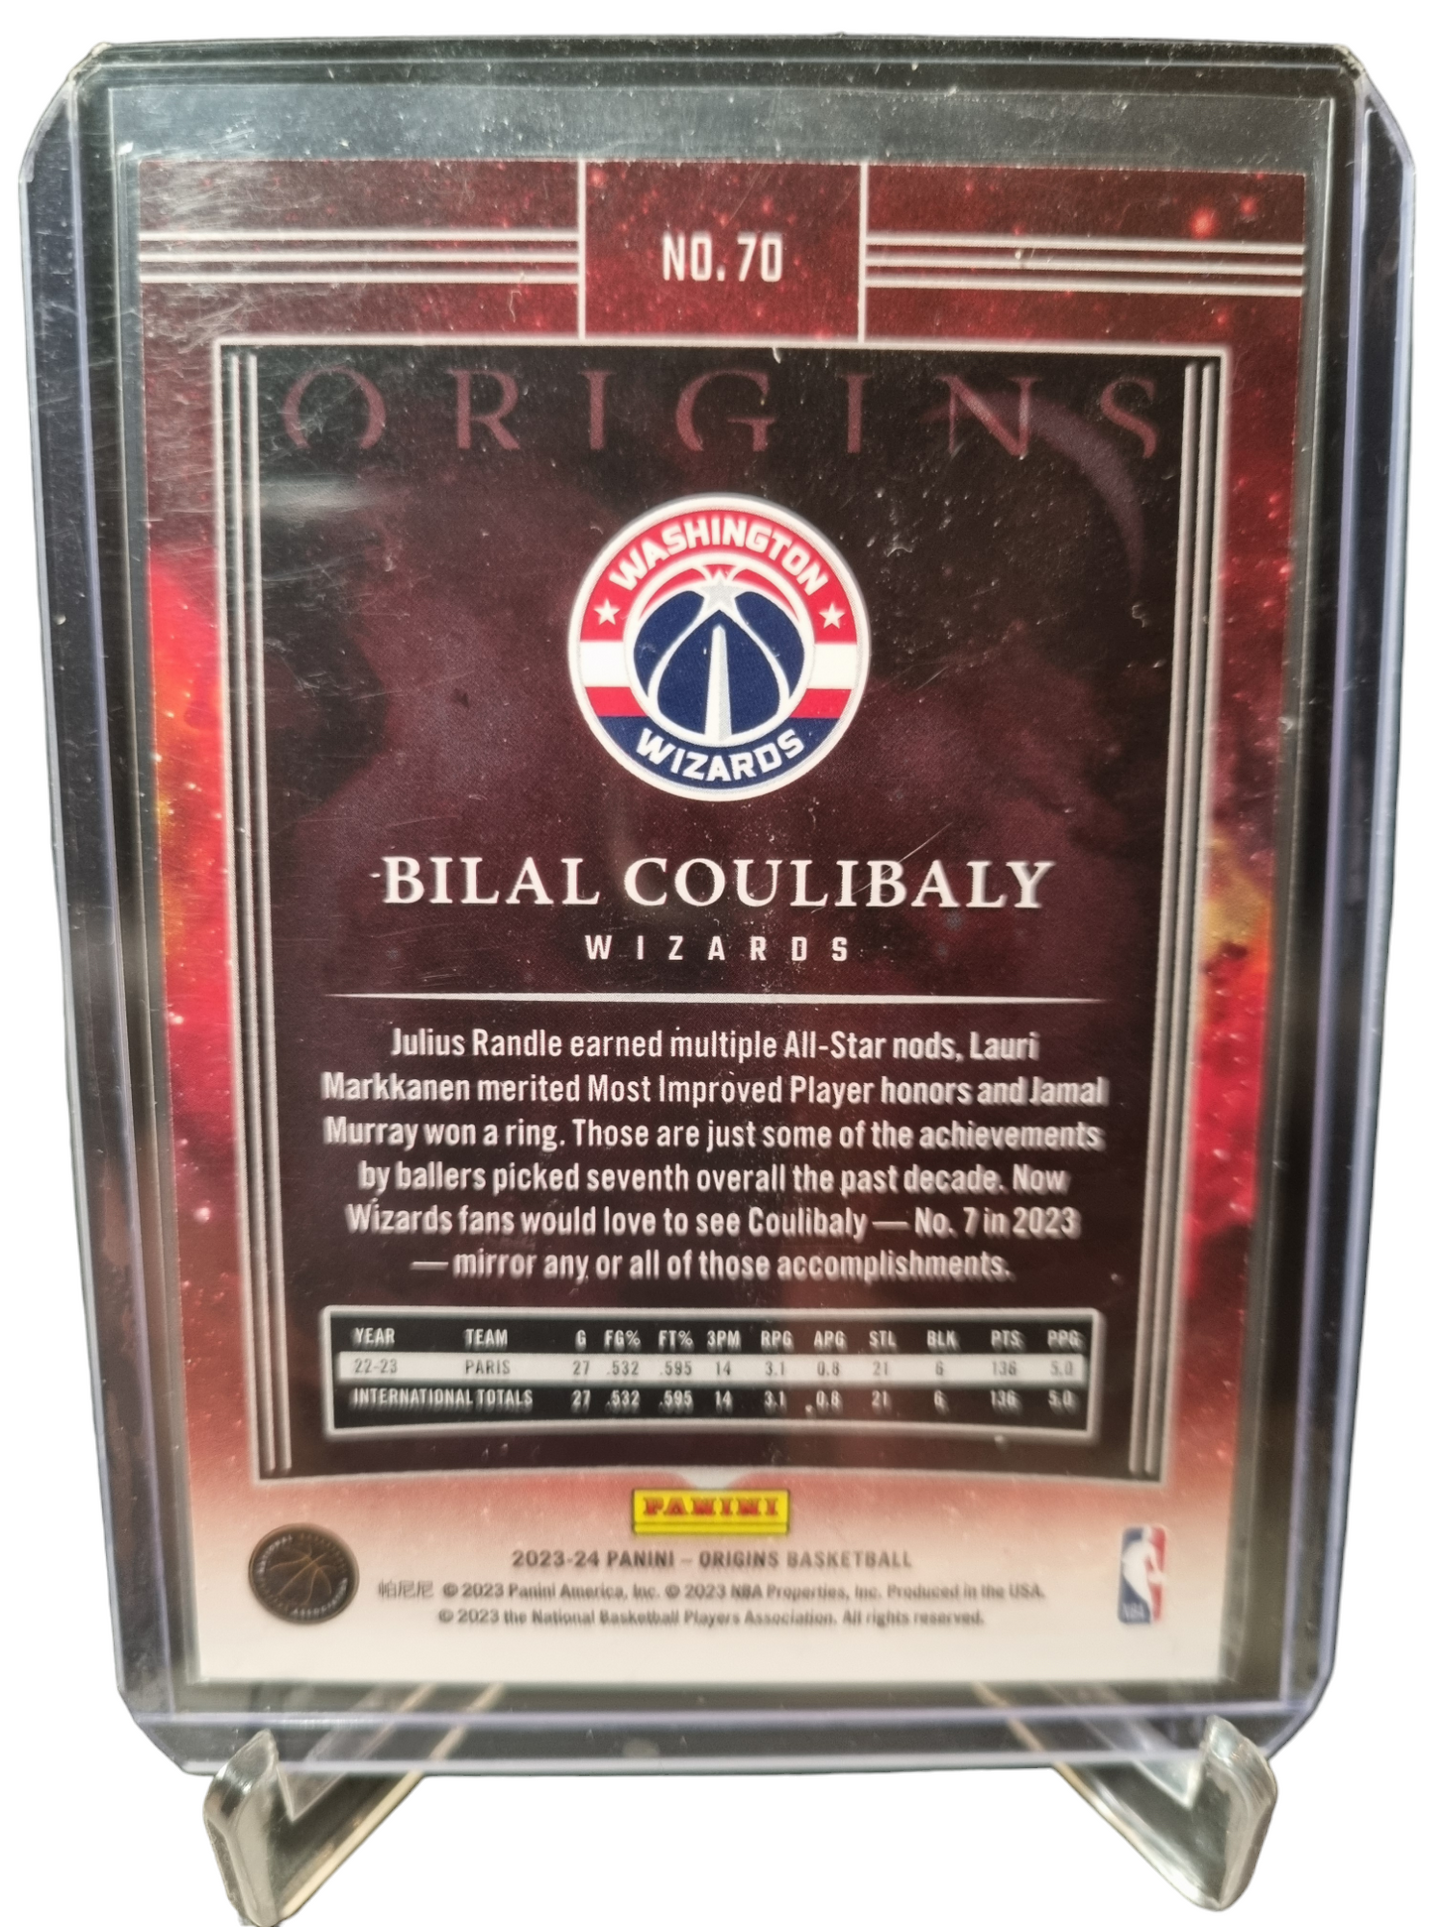 NO. 70
ORIGINS
WASHINGTON
WIZARDS
BILAL COULIBALY
WIZARDS
Julius Randle earned multiple All-Star nods, Lauri
Markkanen merited Most Improved Player honors and Jamal
Murray won a ring. Those are just some of the achievements
by ballers picked seventh overall the past decade. Now
Wizards fans would love to see Coulibaly — No. 7 in 2023
— mirror any or all of those accomplishments.
YEAR TEAM G FG% FT% 3PM RPG APG STL BLK PTS PPG
22-23 PARIS 27 .532 .595 14 3.1 0.8 21 6 136 5.0
INTERNATIONAL TOTALS 27 .532 .595 14 3.1 0.8 21 6 136 5.0
PANINI
2023-24 PANINI – ORIGINS BASKETBALL
帕尼尼 © 2023 Panini America, Inc. © 2023 NBA Properties, Inc. Produced in the USA.
© 2023 the National Basketball Players Association. All rights reserved.
NBA